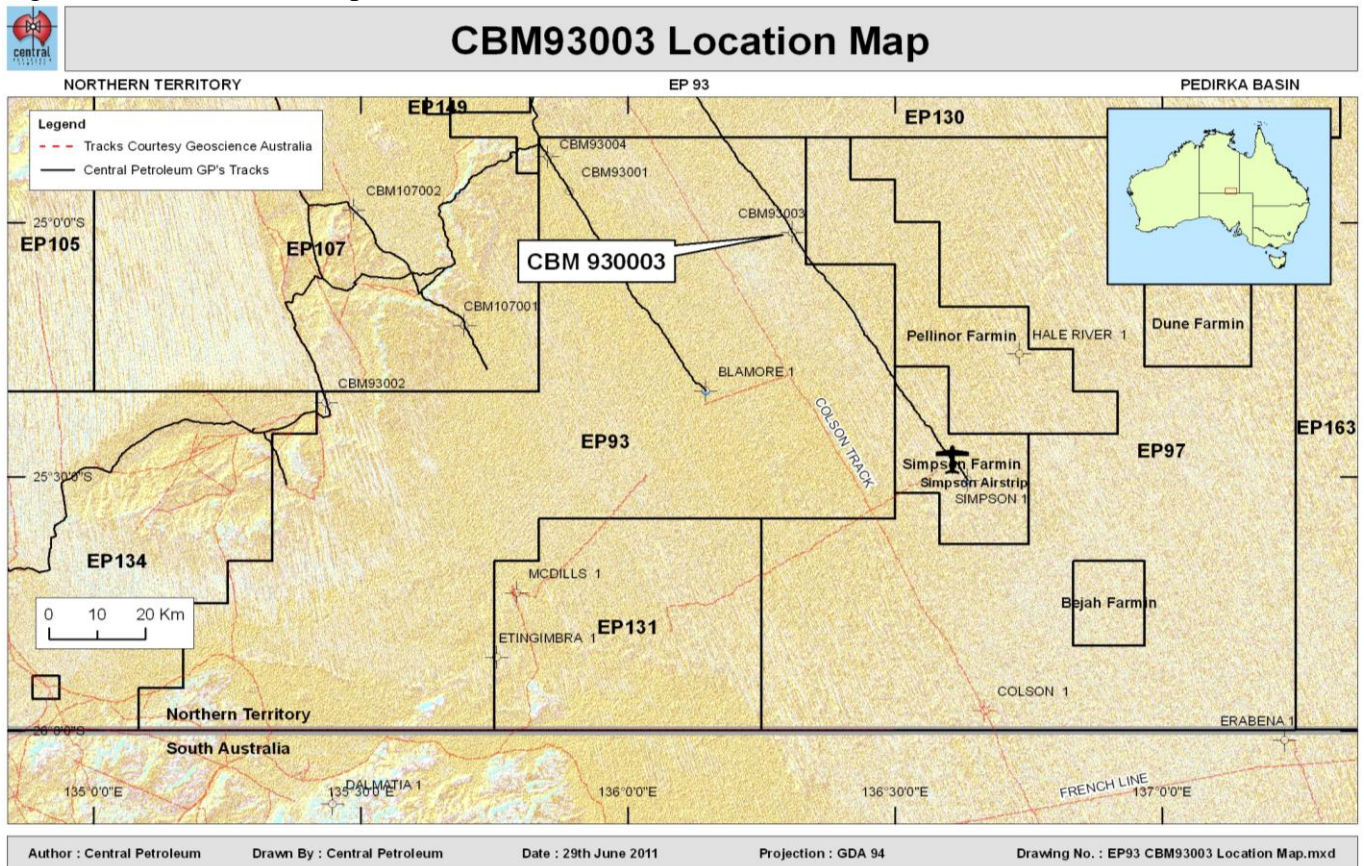 central
CBM93003 Location Map
NORTHERN TERRITORY
EP 93
PEDIRKA BASIN
Legend
Tracks Courtesy Geoscience Australia
Central Petroleum GP's Tracks
EP149
EP130
CBM93004
CBM93001
CBM107002
CBM93003
25°0'0"S
EP105
EP107
CBM 930003
CBM107001
Pellinor Farmin
HALE RIVER 1
Dune Farmin
BLAMORE 1
CBM93002
COLSON TRACK
EP93
EP97
EP163
Simpson Farmin
Simpson Airstrip
SIMPSON 1
25°30'0"S
EP134
MCDILLS 1
Bejah Farmin
0 10 20 Km
EP131
ETINGIMBRA 1
COLSON 1
Northern Territory
ERABENA 1
26°0'0"S
South Australia
DALMATIA 1
FRENCH LINE
135°0'0"E
135°30'0"E
136°0'0"E
136°30'0"E
137°0'0"E
Author : Central Petroleum
Drawn By : Central Petroleum
Date : 29th June 2011
Projection : GDA 94
Drawing No. : EP93 CBM93003 Location Map.mxd